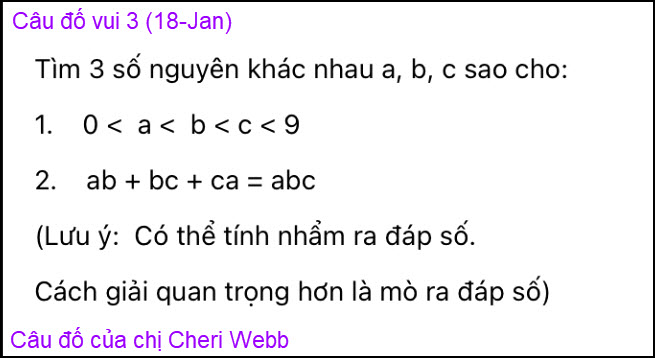 Câu đố vui 3 (18-Jan)
Tìm 3 số nguyên khác nhau a, b, c sao cho:
1. 0 < a < b < c < 9
2. ab + bc + ca = abc
(Lưu ý: Có thể tính nhẩm ra đáp số.
Cách giải quan trọng hơn là mò ra đáp số)
Câu đố của chị Cheri Webb